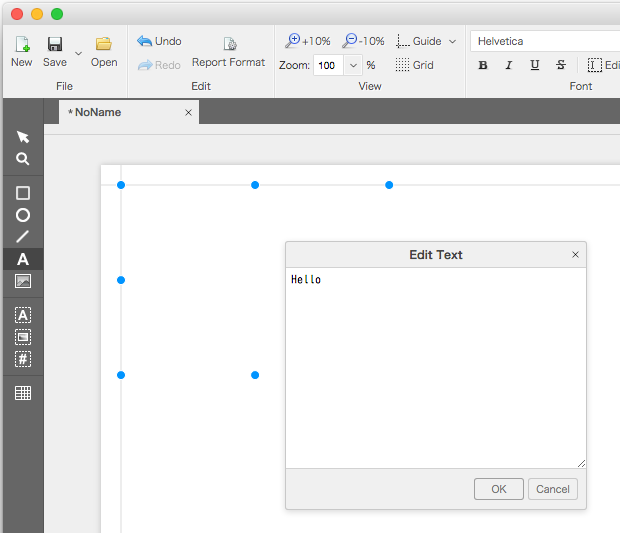 Undo
+10%
-10%
Guide
Helvetica
New
Save
Open
Redo
Report Format
Zoom:
100
%
Grid
B
I
U
S
Edi
File
Edit
View
Font
*NoName
×
A
A
#
Edit Text
×
Hello
OK
Cancel